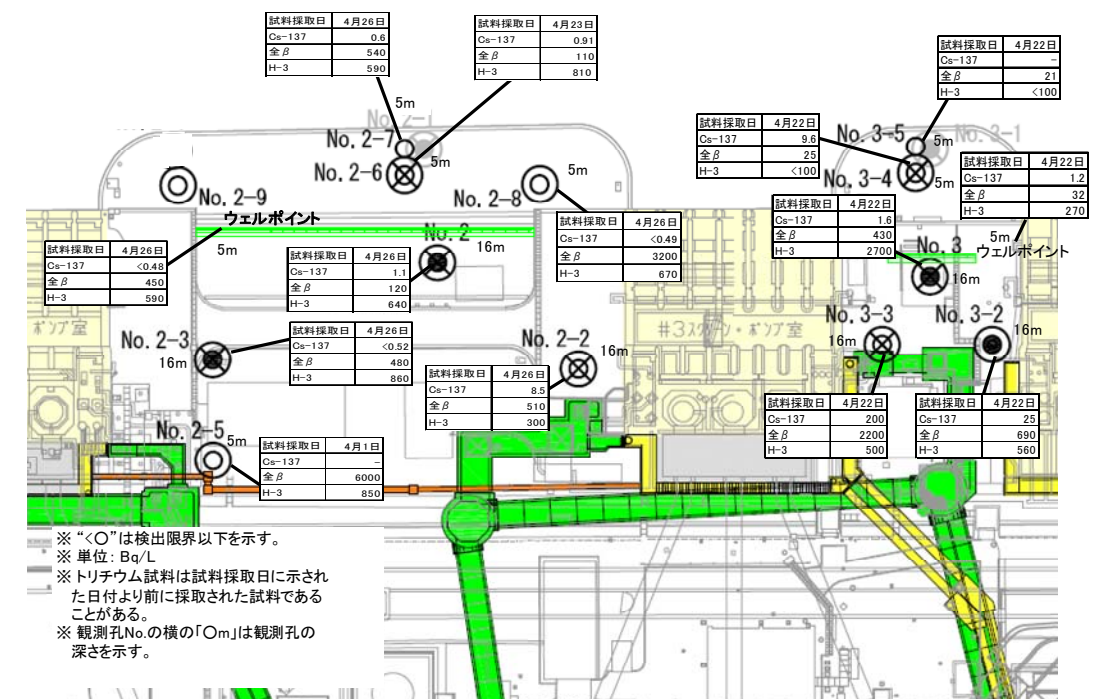 試料採取日 4月26日
Cs-137 0.6
全β 540
H-3 590
試料採取日 4月23日
Cs-137 0.91
全β 110
H-3 810
試料採取日 4月22日
Cs-137 -
全β 21
H-3 <100
5m
No. 2-1
No. 2-7
5m
No. 2-6
試料採取日 4月22日
Cs-137 9.6
全β 25
H-3 <100
No. 3-5
5m
No. 3-1
No. 3-4
5m
試料採取日 4月22日
Cs-137 1.2
全β 32
H-3 270
No. 2-9
No. 2-8
5m
ウェルポイント
5m
試料採取日 4月26日
Cs-137 <0.48
全β 450
H-3 590
No. 2
16m
試料採取日 4月26日
Cs-137 1.1
全β 120
H-3 640
試料採取日 4月26日
Cs-137 <0.49
全β 3200
H-3 670
試料採取日 4月22日
Cs-137 1.6
全β 430
H-3 2700
5m
ウェルポイント
No. 3
16m
ポンプ室
No. 2-3
16m
試料採取日 4月26日
Cs-137 <0.52
全β 480
H-3 860
No. 2-2
16m
#3スクリーン・ポンプ室
No. 3-3
16m
No. 3-2
16m
試料採取日 4月26日
Cs-137 8.5
全β 510
H-3 300
試料採取日 4月22日
Cs-137 200
全β 2200
H-3 500
試料採取日 4月22日
Cs-137 25
全β 690
H-3 560
No. 2-5
5m
試料採取日 4月1日
Cs-137 -
全β 6000
H-3 850
※ “<○”は検出限界以下を示す。
※ 単位: Bq/L
※ トリチウム試料は試料採取日に示され
た日付より前に採取された試料である
ことがある。
※ 観測孔No.の横の「○m」は観測孔の
深さを示す。